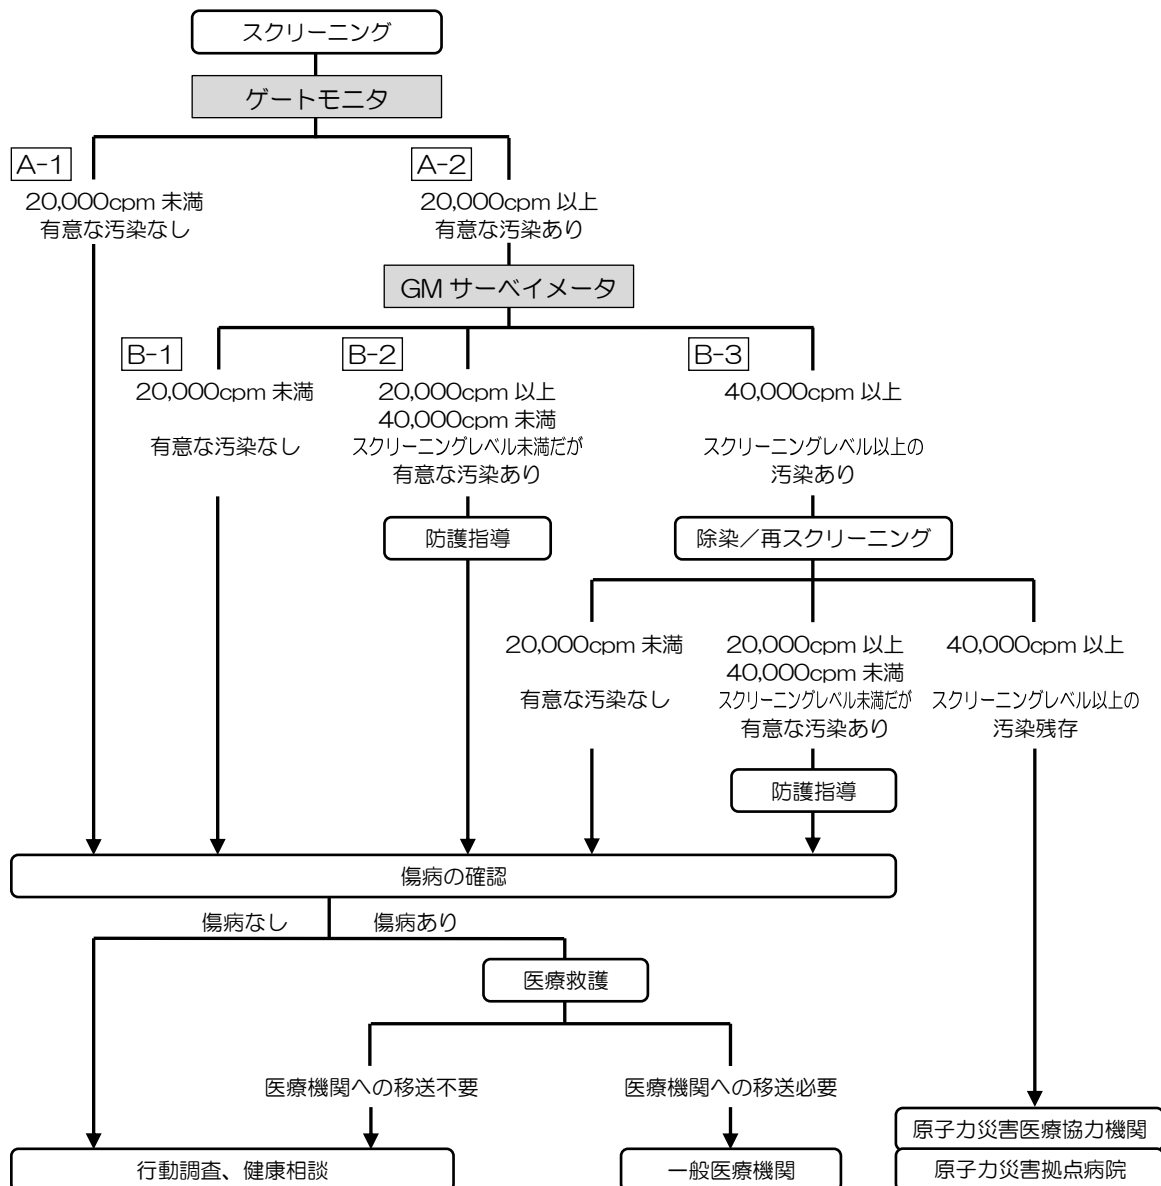 スクリーニング
ゲートモニタ
A-1
20,000cpm 未満
有意な汚染なし
A-2
20,000cpm 以上
有意な汚染あり
GM サーベイメータ
B-1
20,000cpm 未満
有意な汚染なし
B-2
20,000cpm 以上
40,000cpm 未満
スクリーニングレベル未満だが
有意な汚染あり
防護指導
B-3
40,000cpm 以上
スクリーニングレベル以上の
汚染あり
除染／再スクリーニング
20,000cpm 未満
有意な汚染なし
20,000cpm 以上
40,000cpm 未満
スクリーニングレベル未満だが
有意な汚染あり
防護指導
40,000cpm 以上
スクリーニングレベル以上の
汚染残存
傷病の確認
傷病なし
傷病あり
医療救護
医療機関への移送不要
医療機関への移送必要
行動調査、健康相談
一般医療機関
原子力災害医療協力機関
原子力災害拠点病院